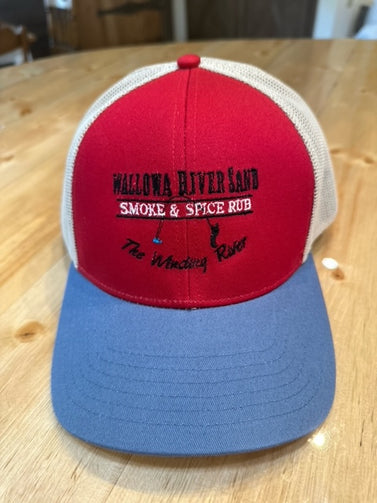 WALLOWA RIVER SAND
SMOKE & SPICE RUB
The Winding River